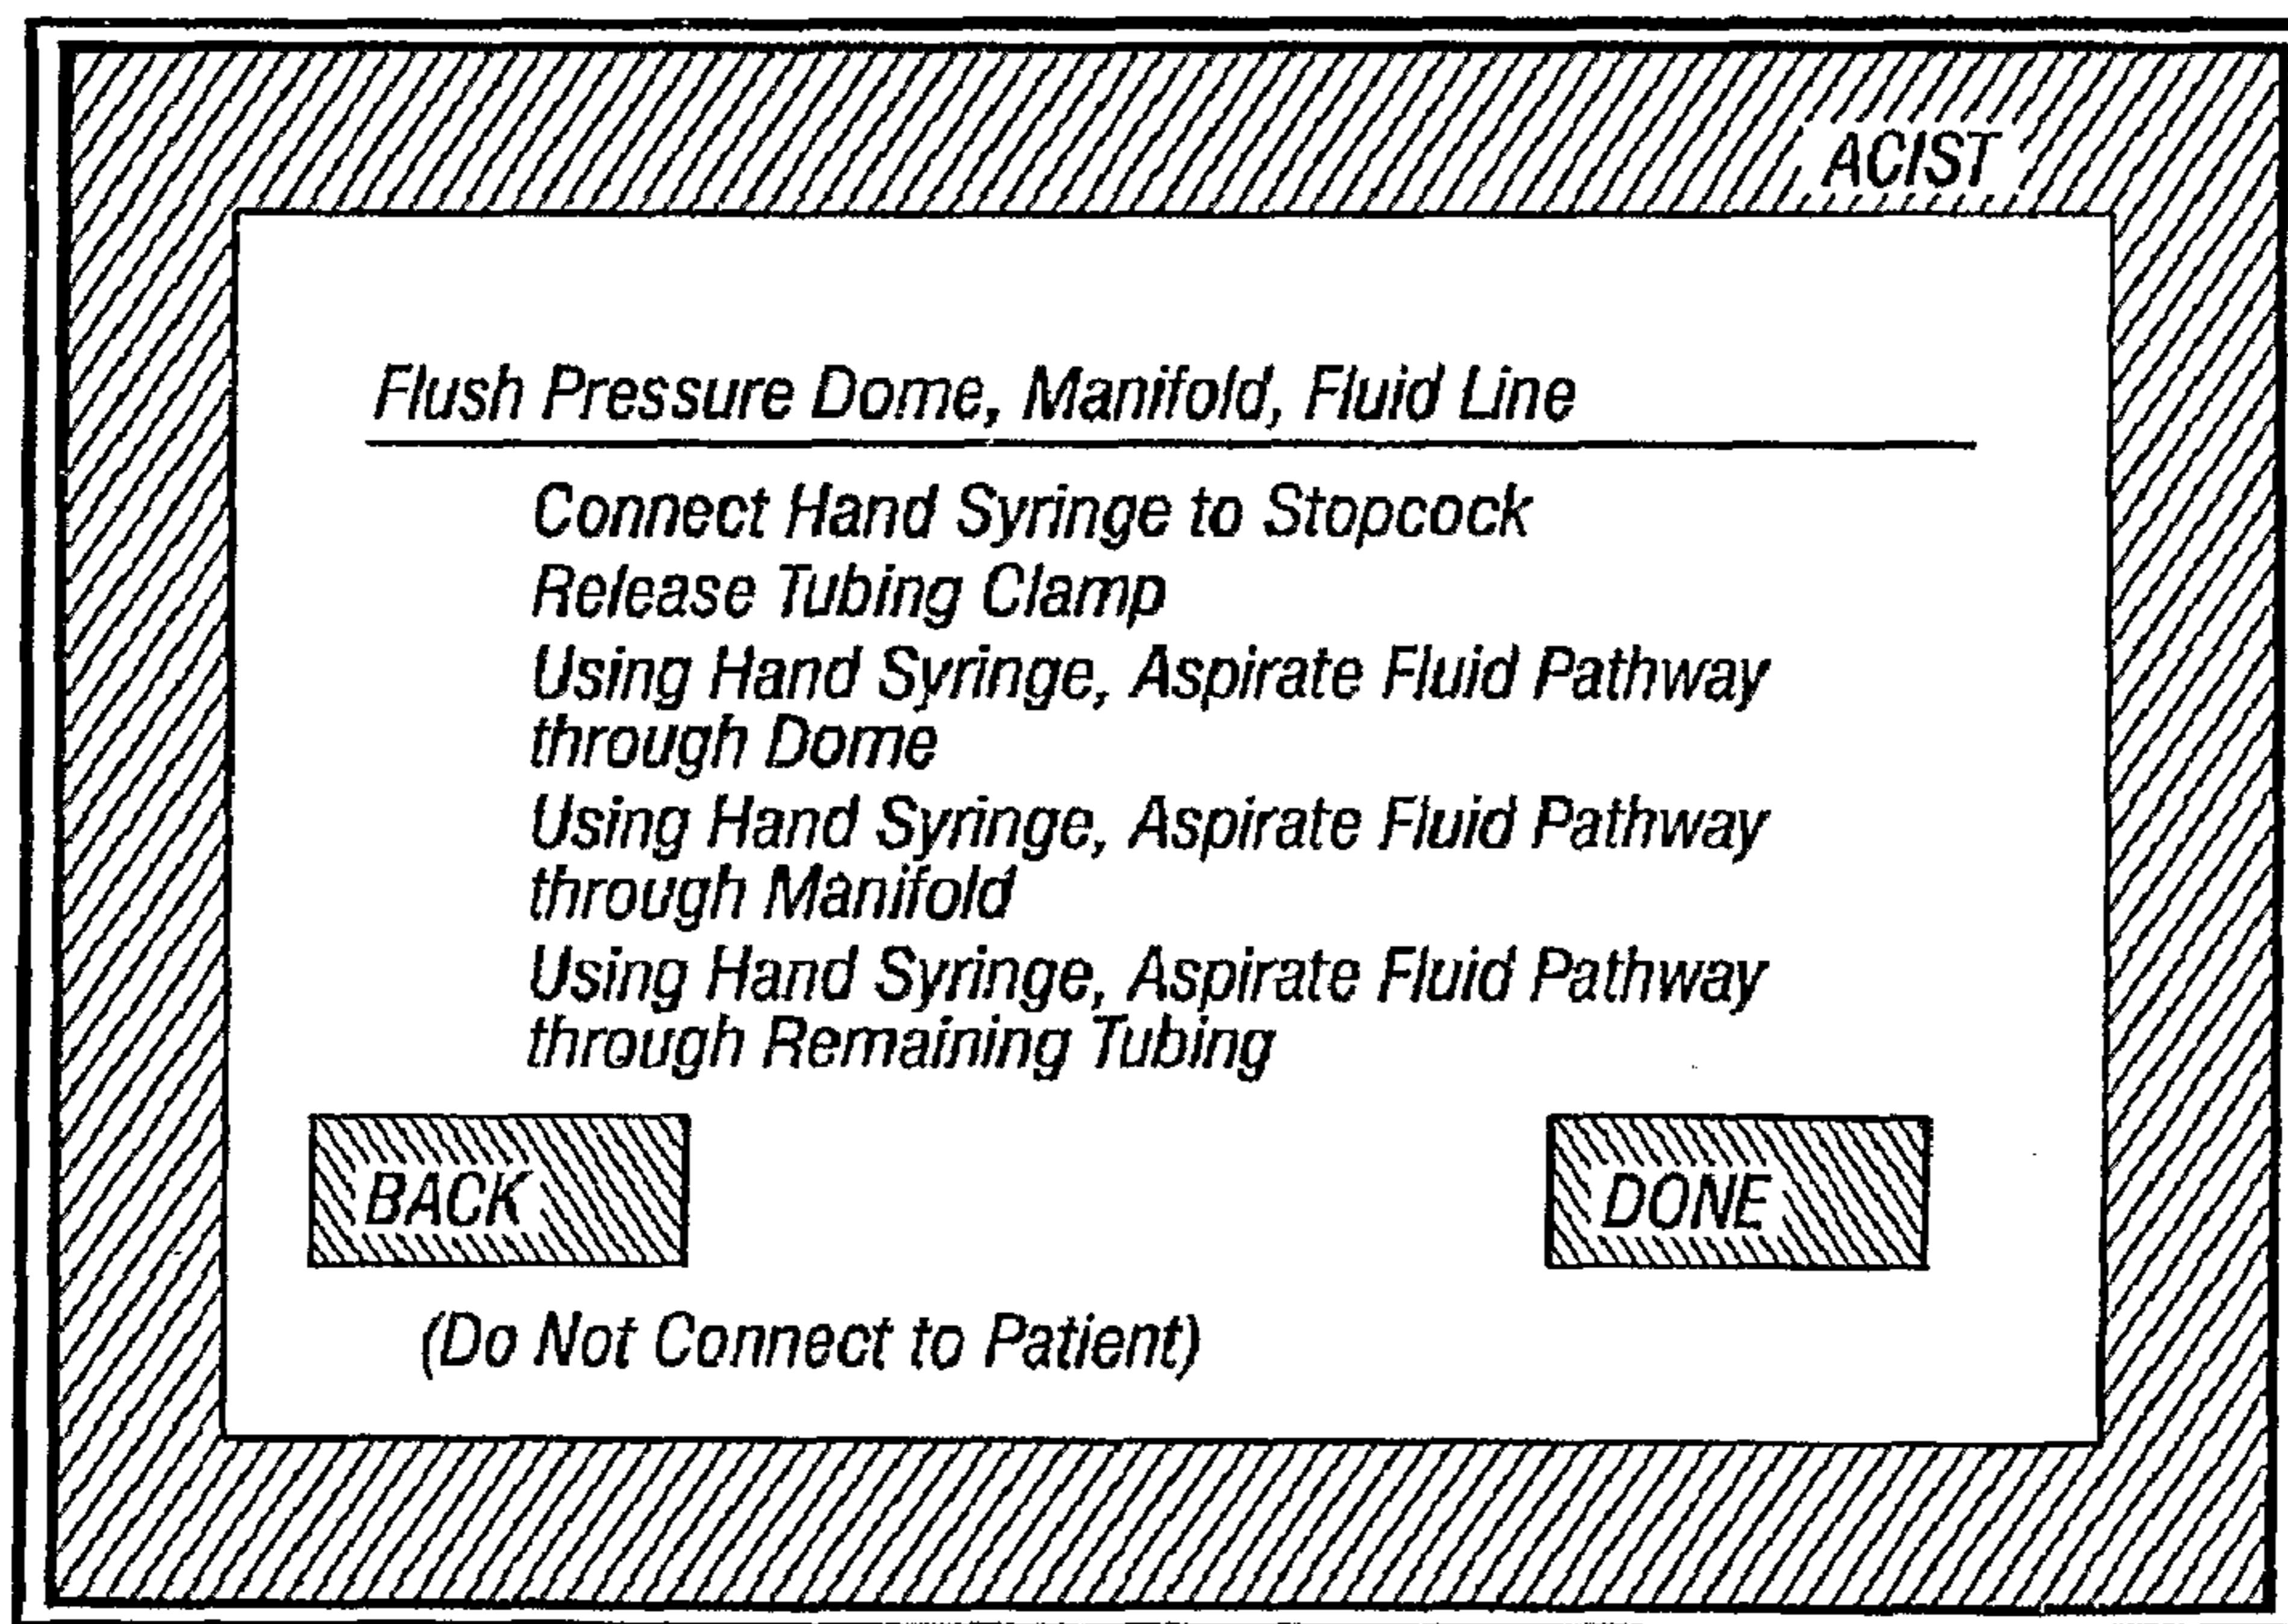 ACIST
Flush Pressure Dome, Manifold, Fluid Line
Connect Hand Syringe to Stopcock
Release Tubing Clamp
Using Hand Syringe, Aspirate Fluid Pathway
through Dome
Using Hand Syringe, Aspirate Fluid Pathway
through Manifold
Using Hand Syringe, Aspirate Fluid Pathway
through Remaining Tubing
BACK
DONE
(Do Not Connect to Patient)